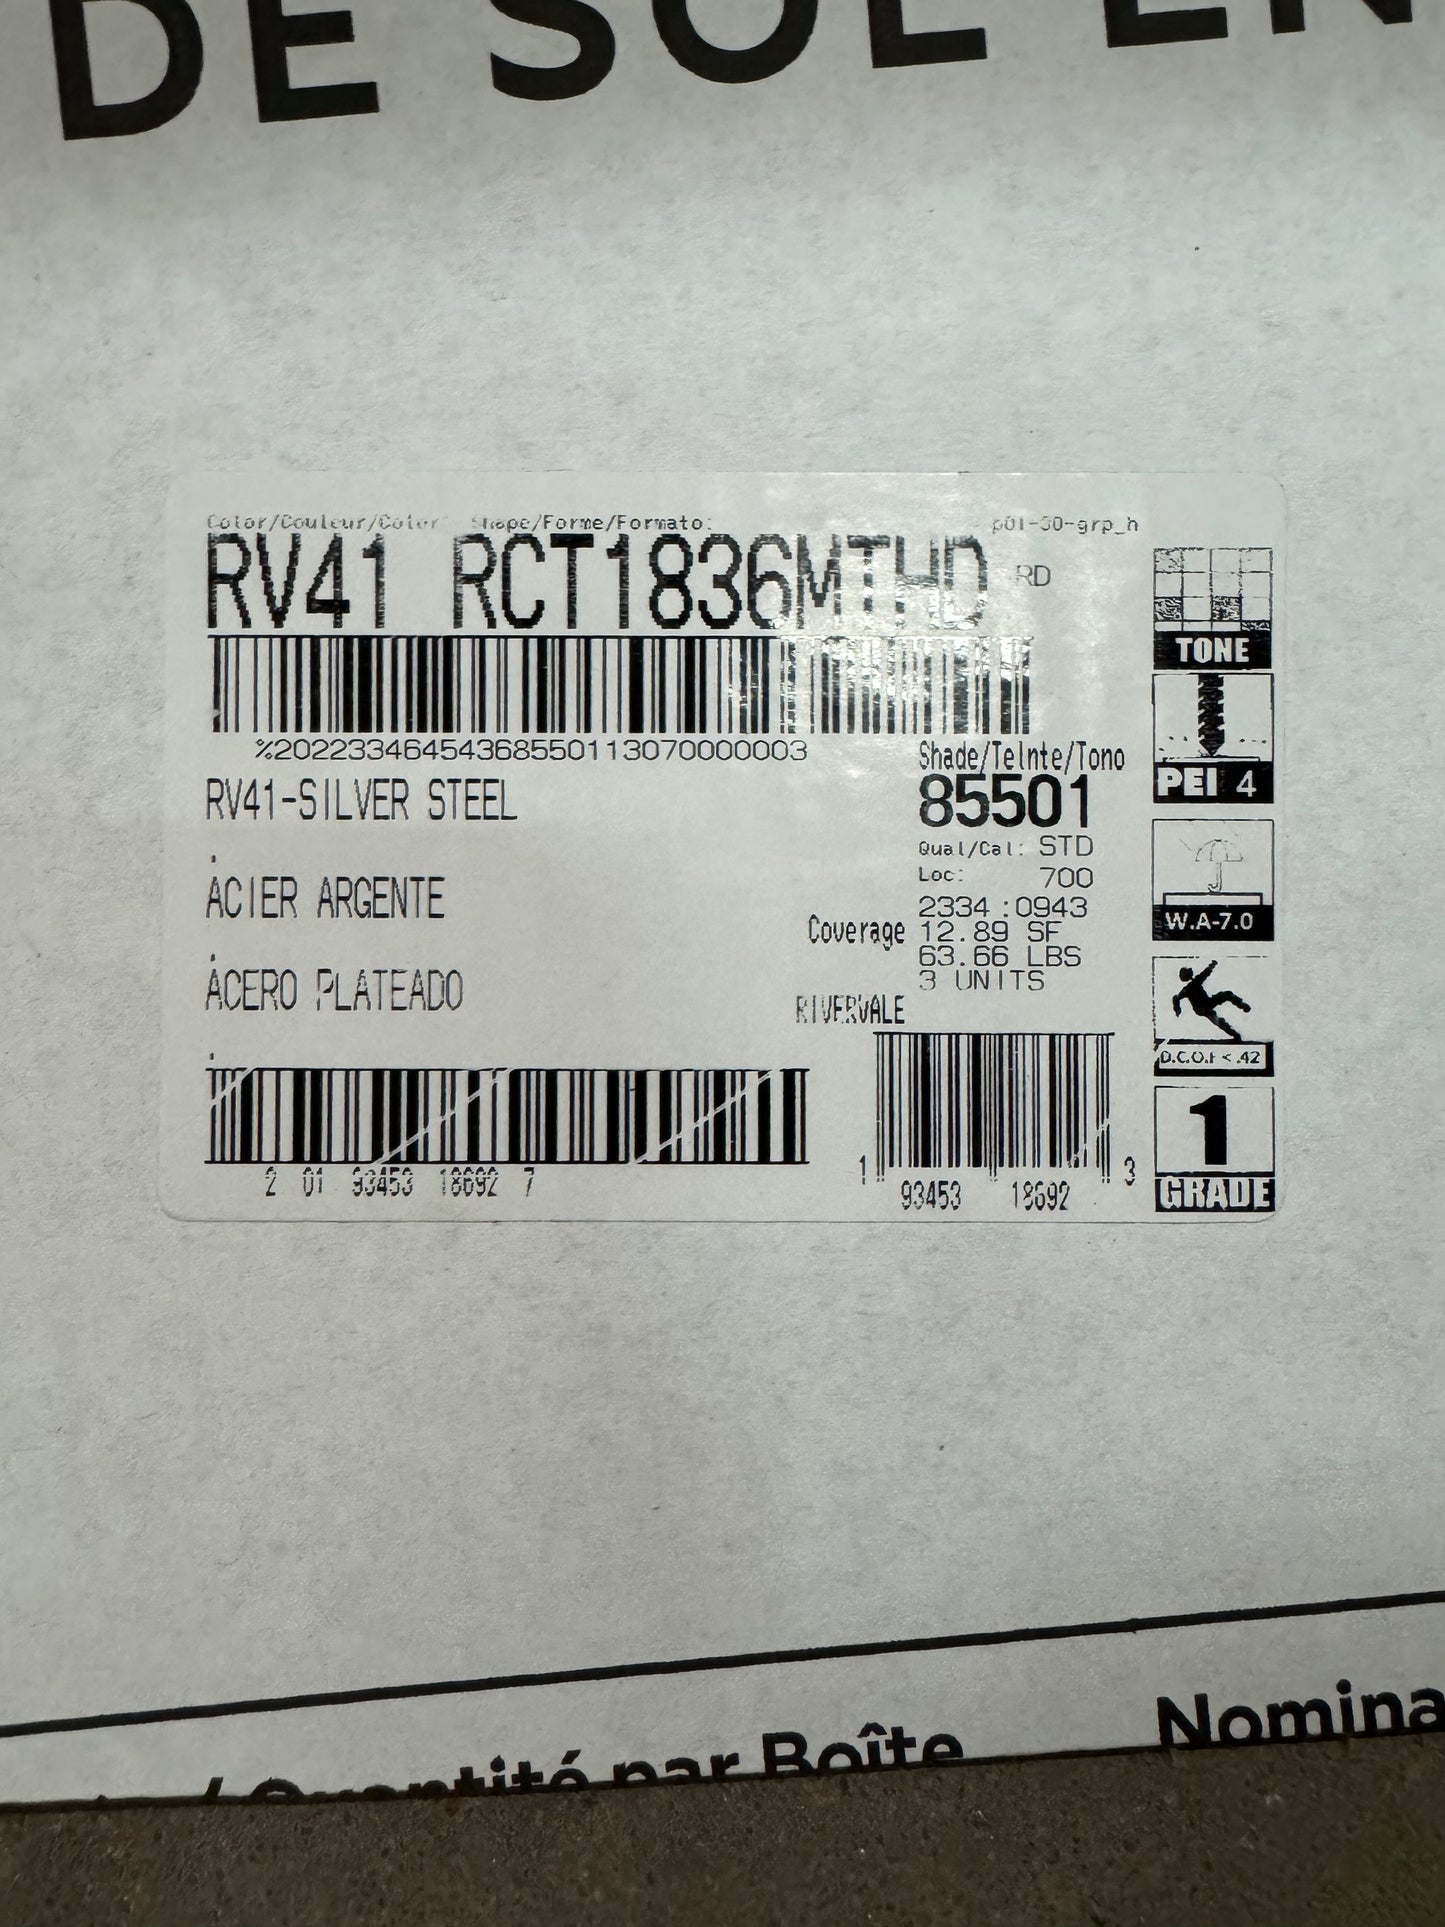 DE SOL EN
Color/Couleur/Color: Shape/Forme/Formato:
p01-30-grp_h
RV41 RCT1836MTHD RD
%2022334645436855011307000003
RV41-SILVER STEEL
Shade/Teinte/Tono
85501
Qual/Cal: STD
Loc: 700
ACIER ARGENTE
2334 :0943
Coverage 12.89 SF
63.66 LBS
3 UNITS
ACERO PLATEADO
RIVERVALE
2 01 93453 18692 7
1 93453 18692 3
TONE
PEI 4
W.A-7.0
D.C.O.F < .42
1
GRADE
/ Quantité par Boîte
Nomina